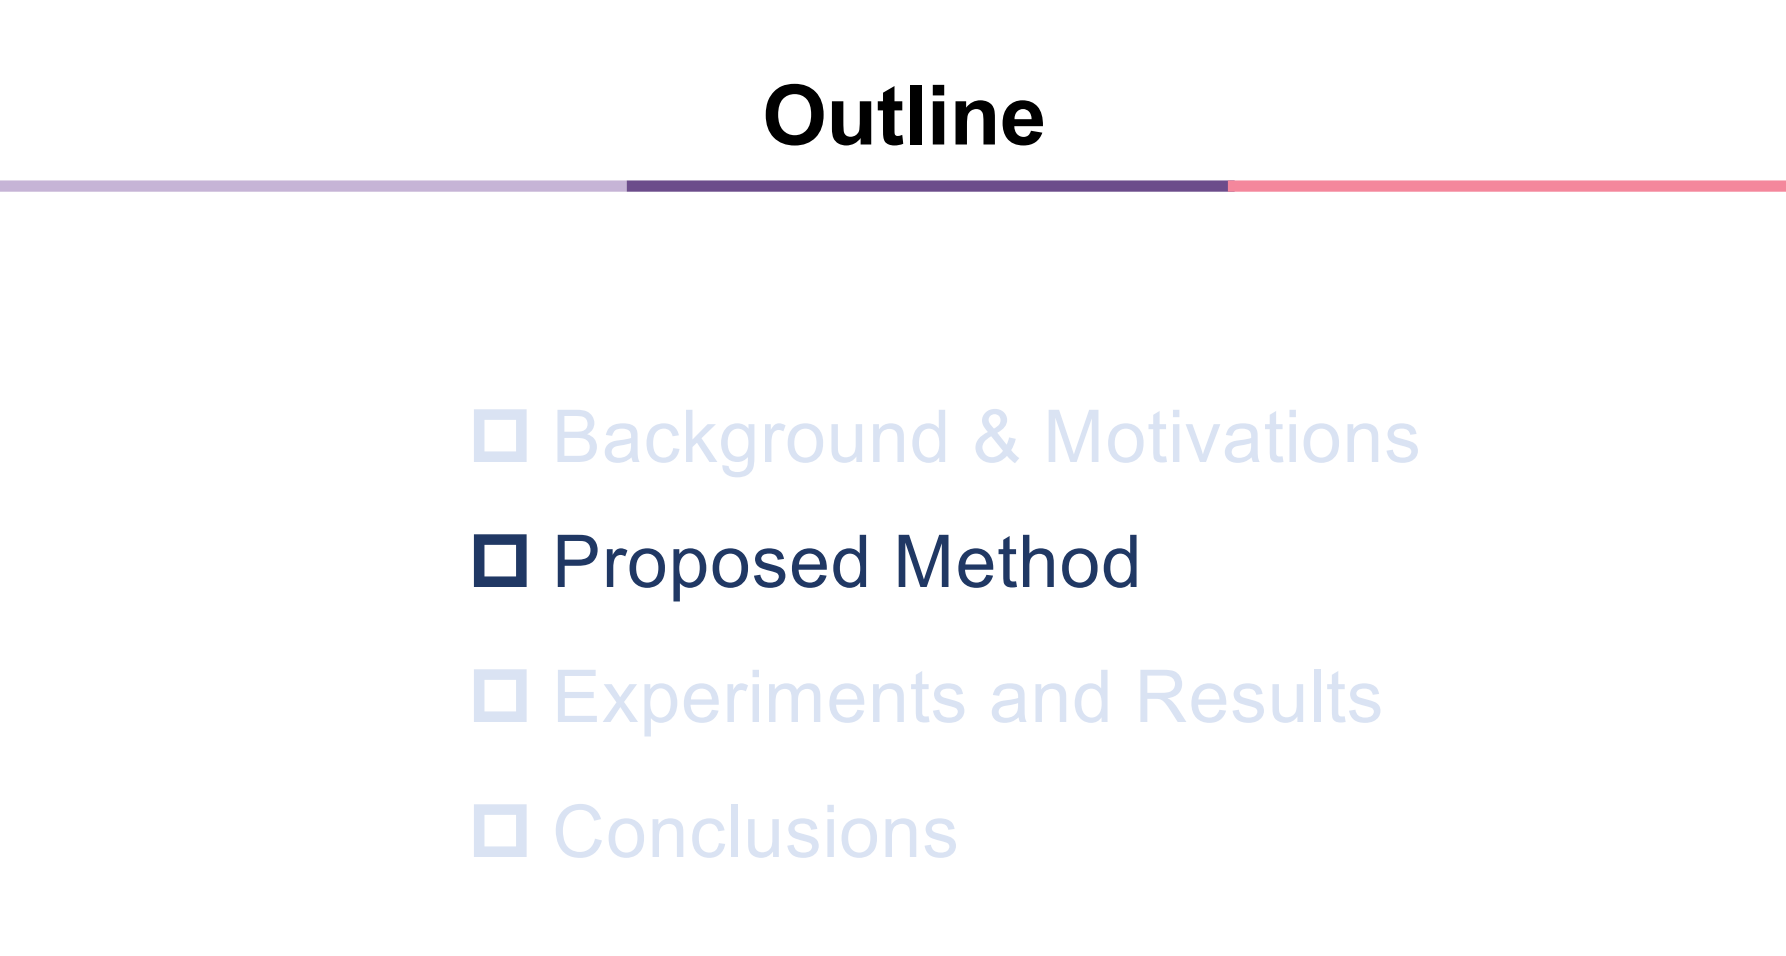 Outline
Background & Motivations
Proposed Method
Experiments and Results
Conclusions